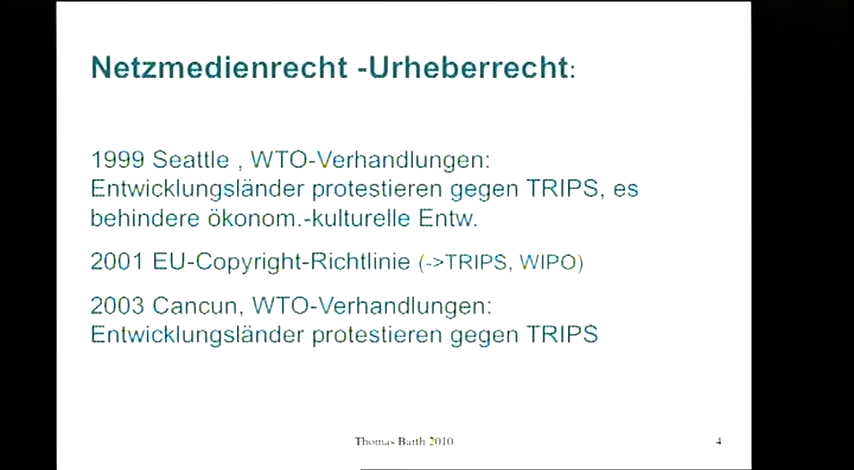 Netzmedienrecht -Urheberrecht:
1999 Seattle , WTO-Verhandlungen:
Entwicklungsländer protestieren gegen TRIPS, es
behindere ökonom.-kulturelle Entw.
2001 EU-Copyright-Richtlinie (->TRIPS, WIPO)
2003 Cancun, WTO-Verhandlungen:
Entwicklungsländer protestieren gegen TRIPS
Thomas Barth 2010
4